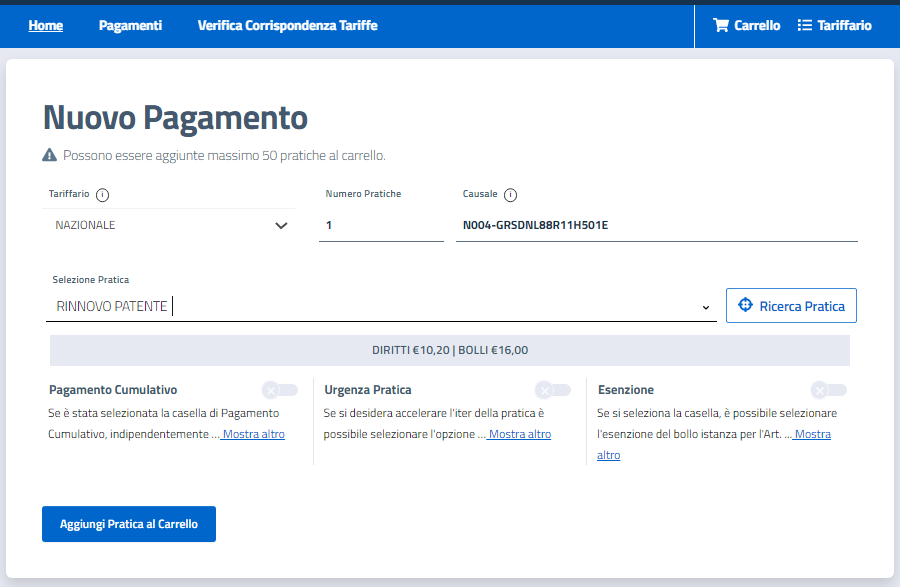 Home Pagamenti Verifica Corrispondenza Tariffe Carrello Tariffario
Nuovo Pagamento
Possono essere aggiunte massimo 50 pratiche al carrello.
Tariffario Numero Pratiche Causale
NAZIONALE 1 N004-GRSDNL88R11H501E
Selezione Pratica
RINNOVO PATENTE Ricerca Pratica
DIRITTI €10,20 | BOLLI €16,00
Pagamento Cumulativo
Se è stata selezionata la casella di Pagamento
Cumulativo, indipendentemente ... Mostra altro
Urgenza Pratica
Se si desidera accelerare l'iter della pratica è
possibile selezionare l'opzione ... Mostra altro
Esenzione
Se si seleziona la casella, è possibile selezionare
l'esenzione del bollo istanza per l'Art. ... Mostra
altro
Aggiungi Pratica al Carrello